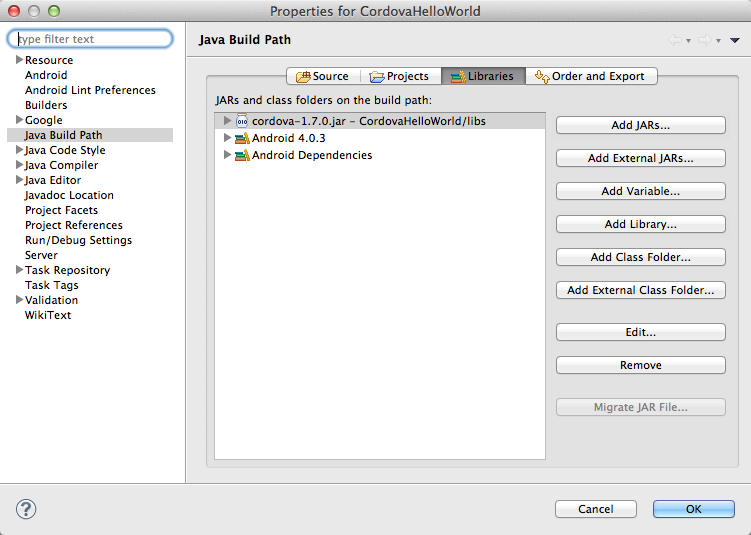 Properties for CordovaHelloWorld
type filter text
Resource
Android
Android Lint Preferences
Builders
Google
Java Build Path
Java Code Style
Java Compiler
Java Editor
Javadoc Location
Project Facets
Project References
Run/Debug Settings
Server
Task Repository
Task Tags
Validation
WikiText
Java Build Path
Source Projects Libraries Order and Export
JARs and class folders on the build path:
cordova-1.7.0.jar - CordovaHelloWorld/libs
Android 4.0.3
Android Dependencies
Add JARs...
Add External JARs...
Add Variable...
Add Library...
Add Class Folder...
Add External Class Folder...
Edit...
Remove
Migrate JAR File...
?
Cancel
OK